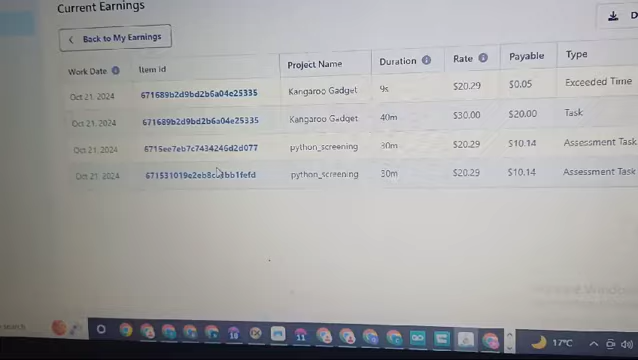 Current Earnings
D
< Back to My Earnings
Work Date Item id Project Name Duration Rate Payable Type
Oct 21, 2024 671689b2d9bd2b6a04e25335 Kangaroo Gadget 9s $20.29 $0.05 Exceeded Time
Oct 21, 2024 671689b2d9bd2b6a04e25335 Kangaroo Gadget 40m $30.00 $20.00 Task
Oct 21, 2024 6715ee7eb7c7434246d2d077 python_screening 30m $20.29 $10.14 Assessment Task
Oct 21, 2024 python_screening 30m $20.29 $10.14 Assessment Task
search
17°C